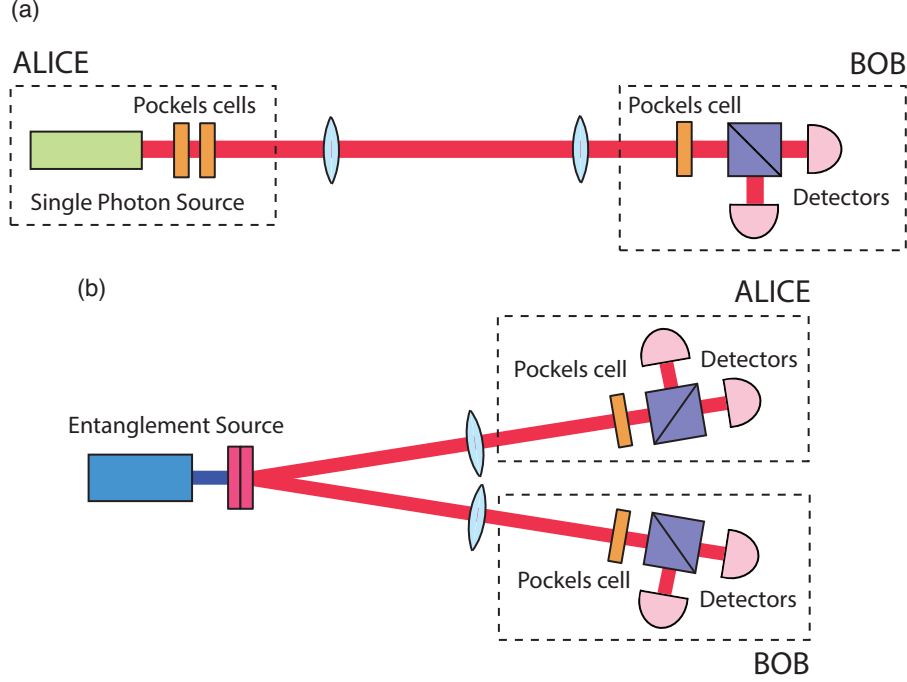 (a)
ALICE
BOB
Pockels cells
Pockels cell
Single Photon Source
Detectors
(b)
ALICE
Pockels cell
Detectors
Entanglement Source
Pockels cell
Detectors
BOB